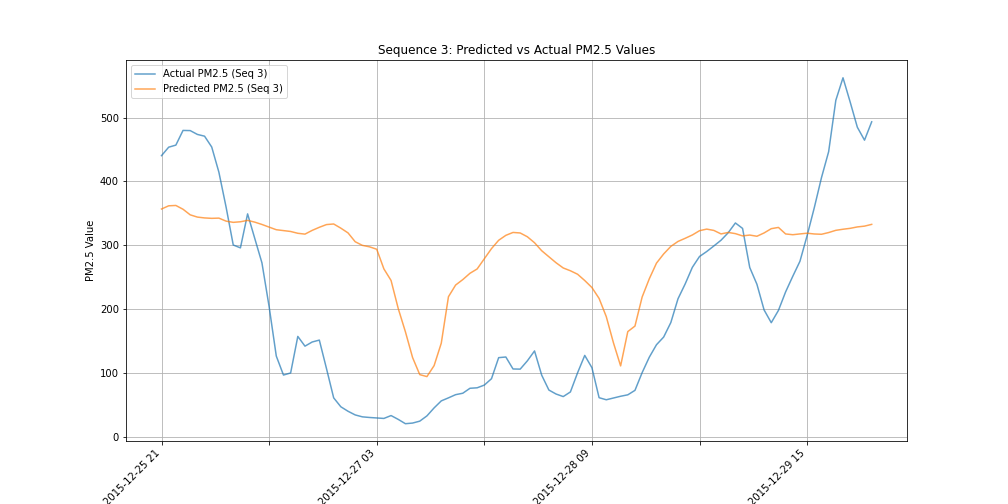 Sequence 3: Predicted vs Actual PM2.5 Values
Actual PM2.5 (Seq 3)
Predicted PM2.5 (Seq 3)
PM2.5 Value
500
400
300
200
100
0
2015-12-25 21
2015-12-27 03
2015-12-28 09
2015-12-29 15